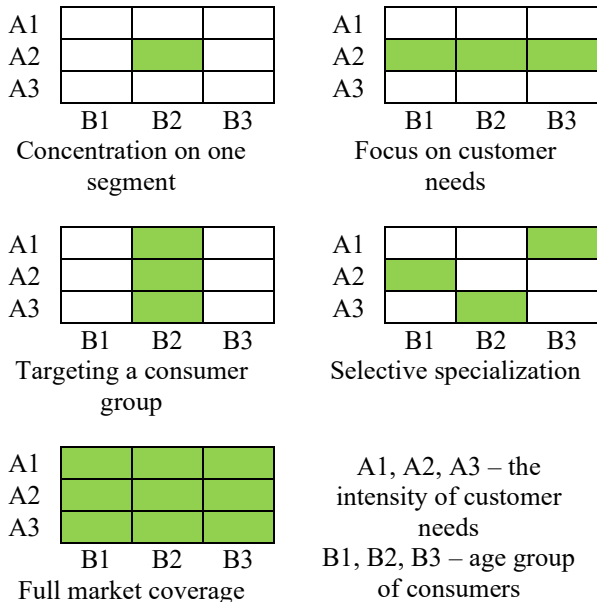 A1
A2
A3
B1 B2 B3
Concentration on one
segment
A1
A2
A3
B1 B2 B3
Focus on customer
needs
A1
A2
A3
B1 B2 B3
Targeting a consumer
group
A1
A2
A3
B1 B2 B3
Selective specialization
A1
A2
A3
B1 B2 B3
Full market coverage
A1, A2, A3 – the
intensity of customer
needs
B1, B2, B3 – age group
of consumers